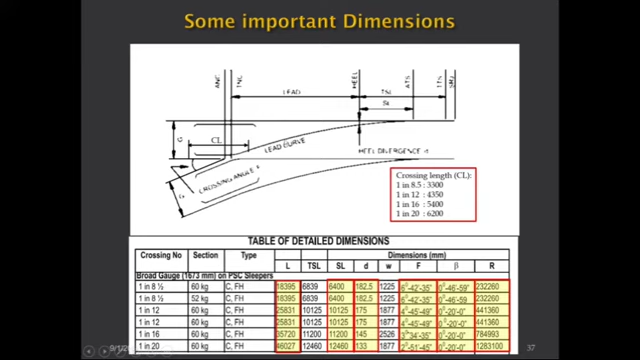 Some important Dimensions
ANC TNC LEAD HEEL TSL ATS TTS SRJ
SL
G CL LEAD CURVE HEEL DIVERGENCE d
CROSSING ANGLE F
G
Crossing length (CL):
1 in 8.5 : 3300
1 in 12 : 4350
1 in 16 : 5400
1 in 20 : 6200
TABLE OF DETAILED DIMENSIONS
Crossing No Section Type Dimensions (mm)
L TSL SL d w F β R
Broad Gauge (1673 mm) on PSC Sleepers
1 in 8 ½ 60 kg C, FH 18395 6839 6400 182.5 1225 6°-42'-35" 0°-46'-59" 232260
1 in 8 ½ 52 kg C, FH 18395 6839 6400 182.5 1225 6°-42'-35" 0°-46'-59" 232260
1 in 12 60 kg C, FH 25831 10125 10125 175 1877 4°-45'-49" 0°-20'-0" 441360
1 in 12 60 kg C, FH 25831 10125 10125 175 1877 4°-45'-49" 0°-20'-0" 441360
1 in 16 60 kg C, FH 35720 11200 11200 145 2526 3°-34'-35" 0°-20'-0" 784993
1 in 20 60 kg C, FH 46027 12460 12460 133 1877 2°-51'-45" 0°-20'-0" 1283100
37